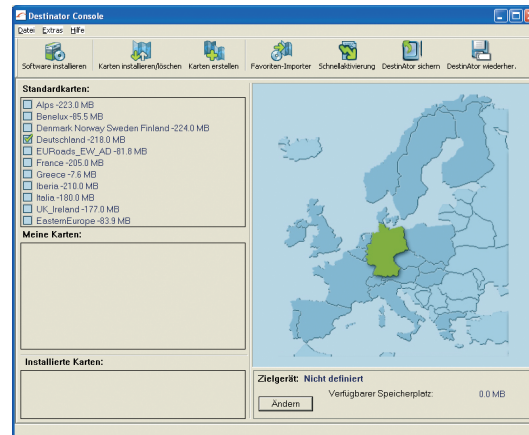 Destinator Console
Datei Extras Hilfe
Software installieren Karten installieren/löschen Karten erstellen Favoriten-Importer Schnellaktivierung DestinAtor sichern DestinAtor wiederher.
Standardkarten:
Alps -223.0 MB
Benelux -85.5 MB
Denmark Norway Sweden Finland -224.0 MB
Deutschland -218.0 MB
EURoads_EW_AD -81.8 MB
France -205.0 MB
Greece -7.6 MB
Iberia -210.0 MB
Italia -180.0 MB
UK_Ireland -177.0 MB
EasternEurope -83.9 MB
Meine Karten:
Installierte Karten:
Zielgerät: Nicht definiert
Verfügbarer Speicherplatz: 0.0 MB
Ändern